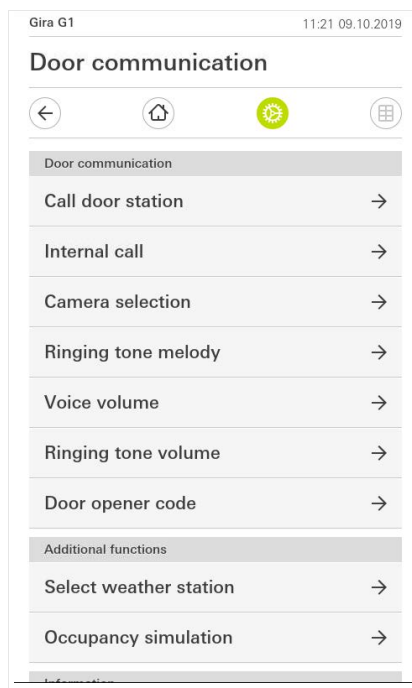 Gira G1 11:21 09.10.2019
Door communication
Door communication
Call door station
Internal call
Camera selection
Ringing tone melody
Voice volume
Ringing tone volume
Door opener code
Additional functions
Select weather station
Occupancy simulation
Information